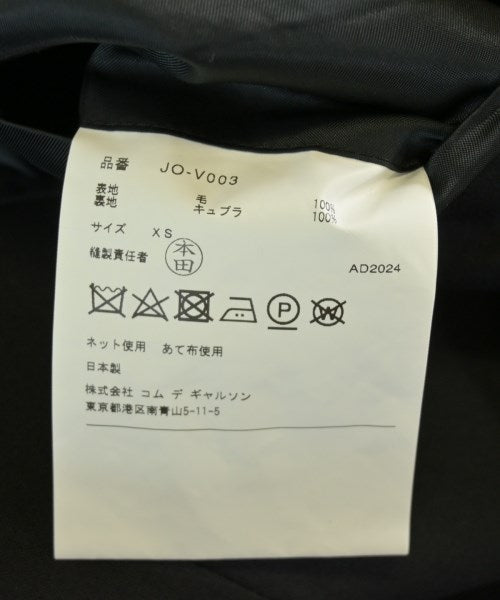 品番 JO-V003
表地 毛 100%
裏地 キュプラ 100%
サイズ XS
縫製責任者 本田
AD2024
P W
ネット使用 あて布使用
日本製
株式会社 コム デ ギャルソン
東京都港区南青山5-11-5